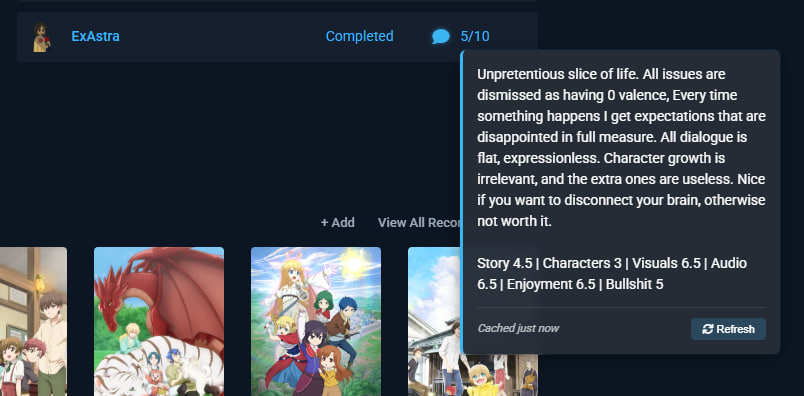 ExAstra Completed 5/10
Unpretentious slice of life. All issues are
dismissed as having 0 valence, Every time
something happens I get expectations that are
disappointed in full measure. All dialogue is
flat, expressionless. Character growth is
irrelevant, and the extra ones are useless. Nice
if you want to disconnect your brain, otherwise
not worth it.
Story 4.5 | Characters 3 | Visuals 6.5 | Audio
6.5 | Enjoyment 6.5 | Bullshit 5
Cached just now Refresh
+ Add View All Recor